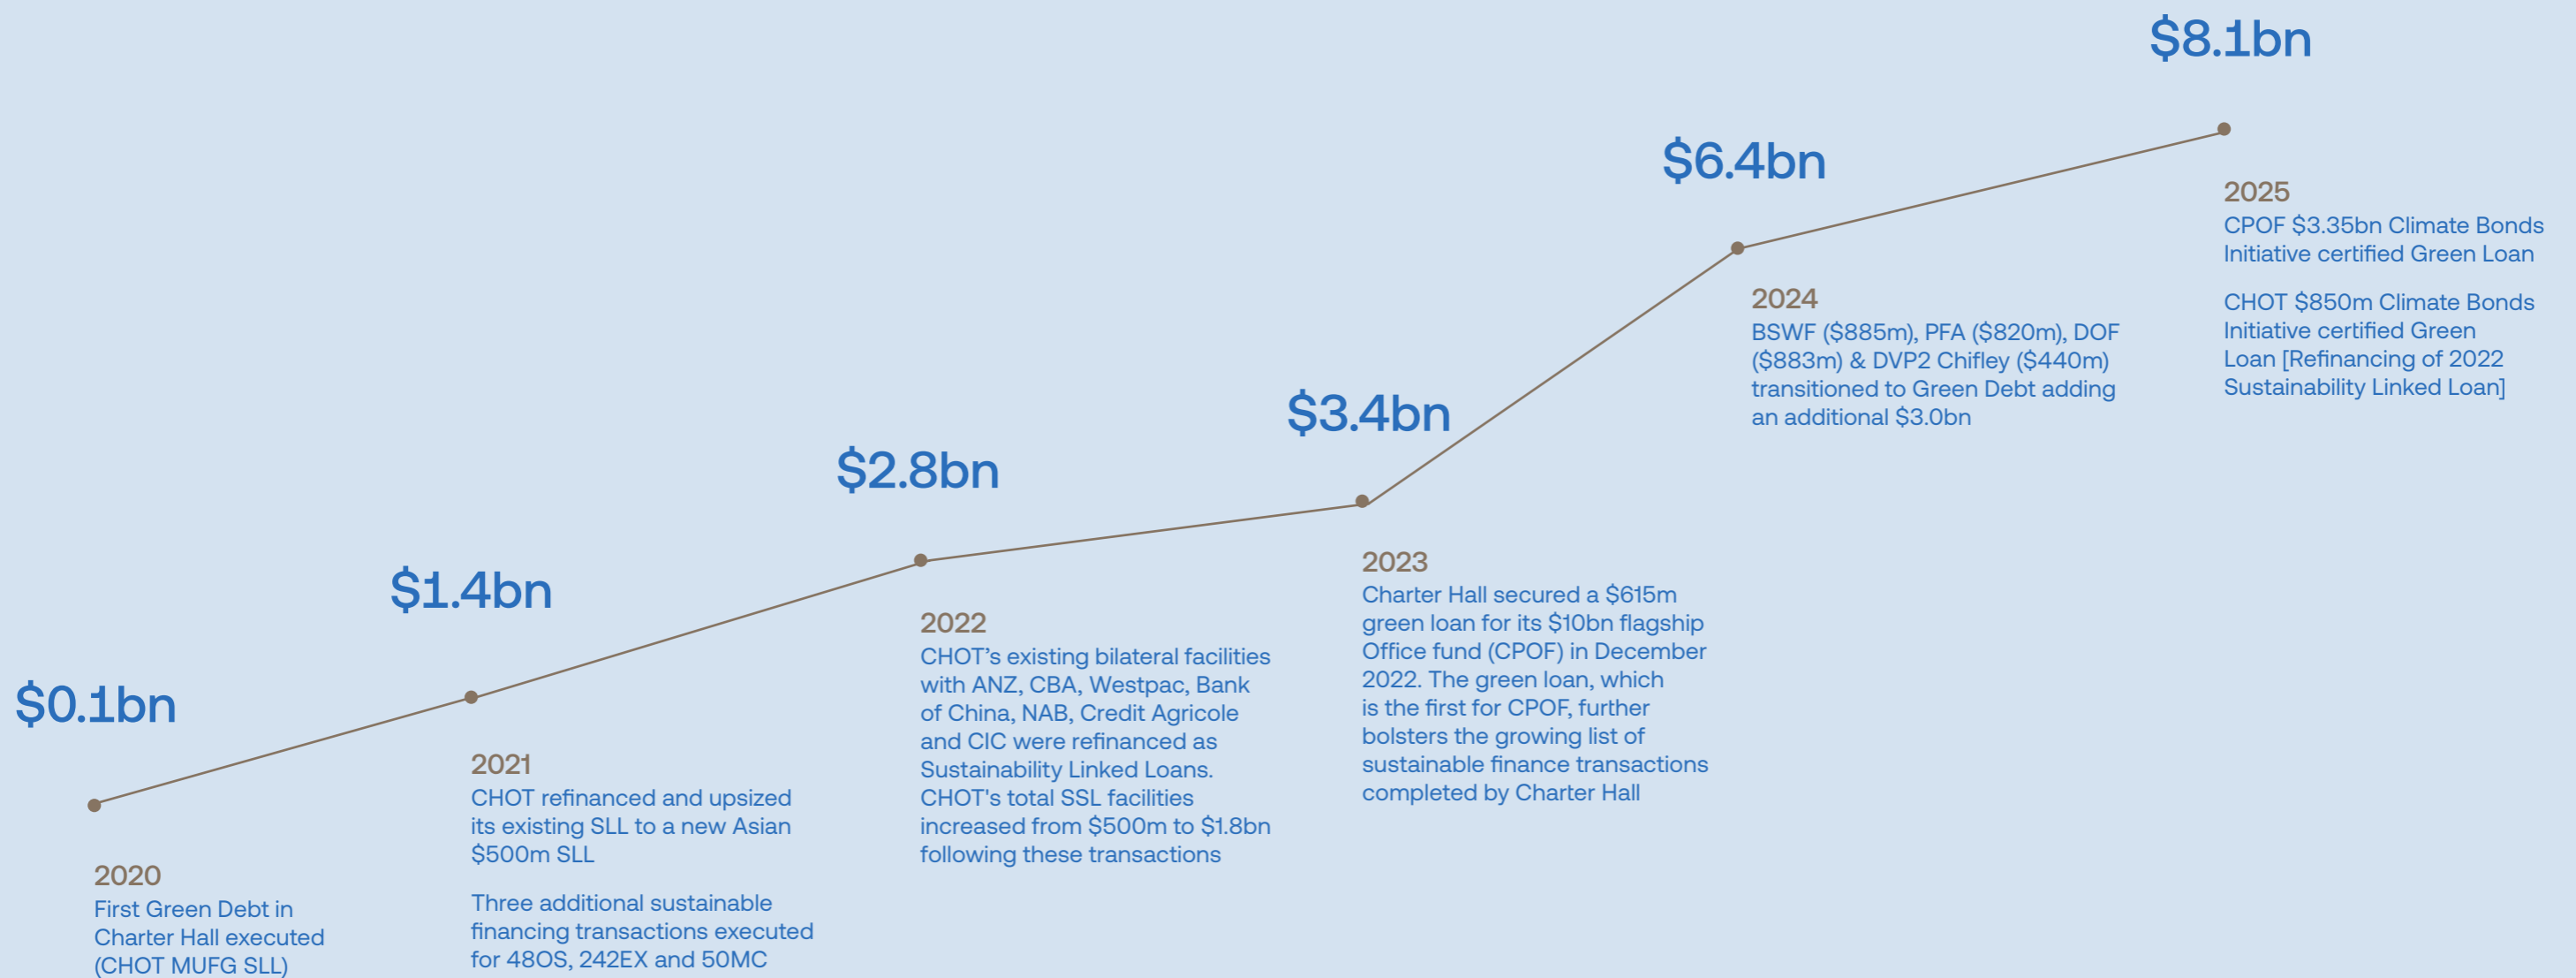 $0.1bn
2020
First Green Debt in
Charter Hall executed
(CHOT MUFG SLL)
$1.4bn
2021
CHOT refinanced and upsized
its existing SLL to a new Asian
$500m SLL
Three additional sustainable
financing transactions executed
for 48OS, 242EX and 50MC
$2.8bn
2022
CHOT’s existing bilateral facilities
with ANZ, CBA, Westpac, Bank
of China, NAB, Credit Agricole
and CIC were refinanced as
Sustainability Linked Loans.
CHOT's total SSL facilities
increased from $500m to $1.8bn
following these transactions
$3.4bn
2023
Charter Hall secured a $615m
green loan for its $10bn flagship
Office fund (CPOF) in December
2022. The green loan, which
is the first for CPOF, further
bolsters the growing list of
sustainable finance transactions
completed by Charter Hall
$6.4bn
2024
BSWF ($885m), PFA ($820m), DOF
($883m) & DVP2 Chifley ($440m)
transitioned to Green Debt adding
an additional $3.0bn
$8.1bn
2025
CPOF $3.35bn Climate Bonds
Initiative certified Green Loan
CHOT $850m Climate Bonds
Initiative certified Green
Loan [Refinancing of 2022
Sustainability Linked Loan]